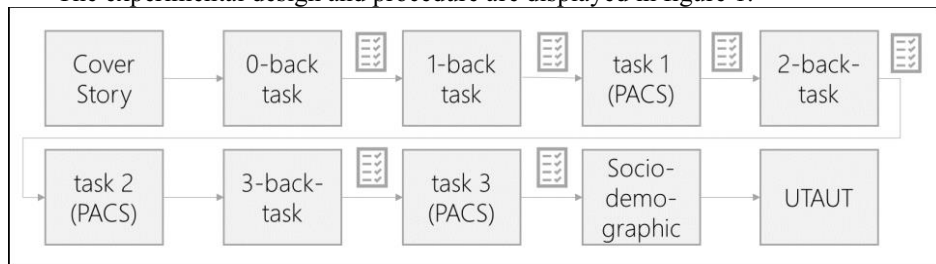 The experimental design and procedure are displayed in figure 1.
Cover
Story
0-back
task
1-back
task
task 1
(PACS)
2-back-
task
task 2
(PACS)
3-back-
task
task 3
(PACS)
Socio-
demo-
graphic
UTAUT